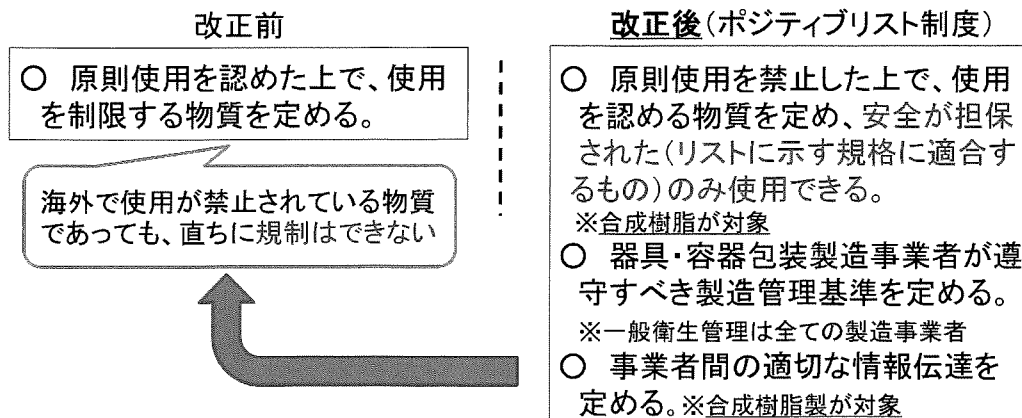 改正前
○ 原則使用を認めた上で、使用
を制限する物質を定める。
海外で使用が禁止されている物質
であっても、直ちに規制はできない
改正後(ポジティブリスト制度)
○ 原則使用を禁止した上で、使用
を認める物質を定め、安全が担保
された(リストに示す規格に適合す
るもの)のみ使用できる。
※合成樹脂が対象
○ 器具・容器包装製造事業者が遵
守すべき製造管理基準を定める。
※一般衛生管理は全ての製造事業者
○ 事業者間の適切な情報伝達を
定める。※合成樹脂製が対象